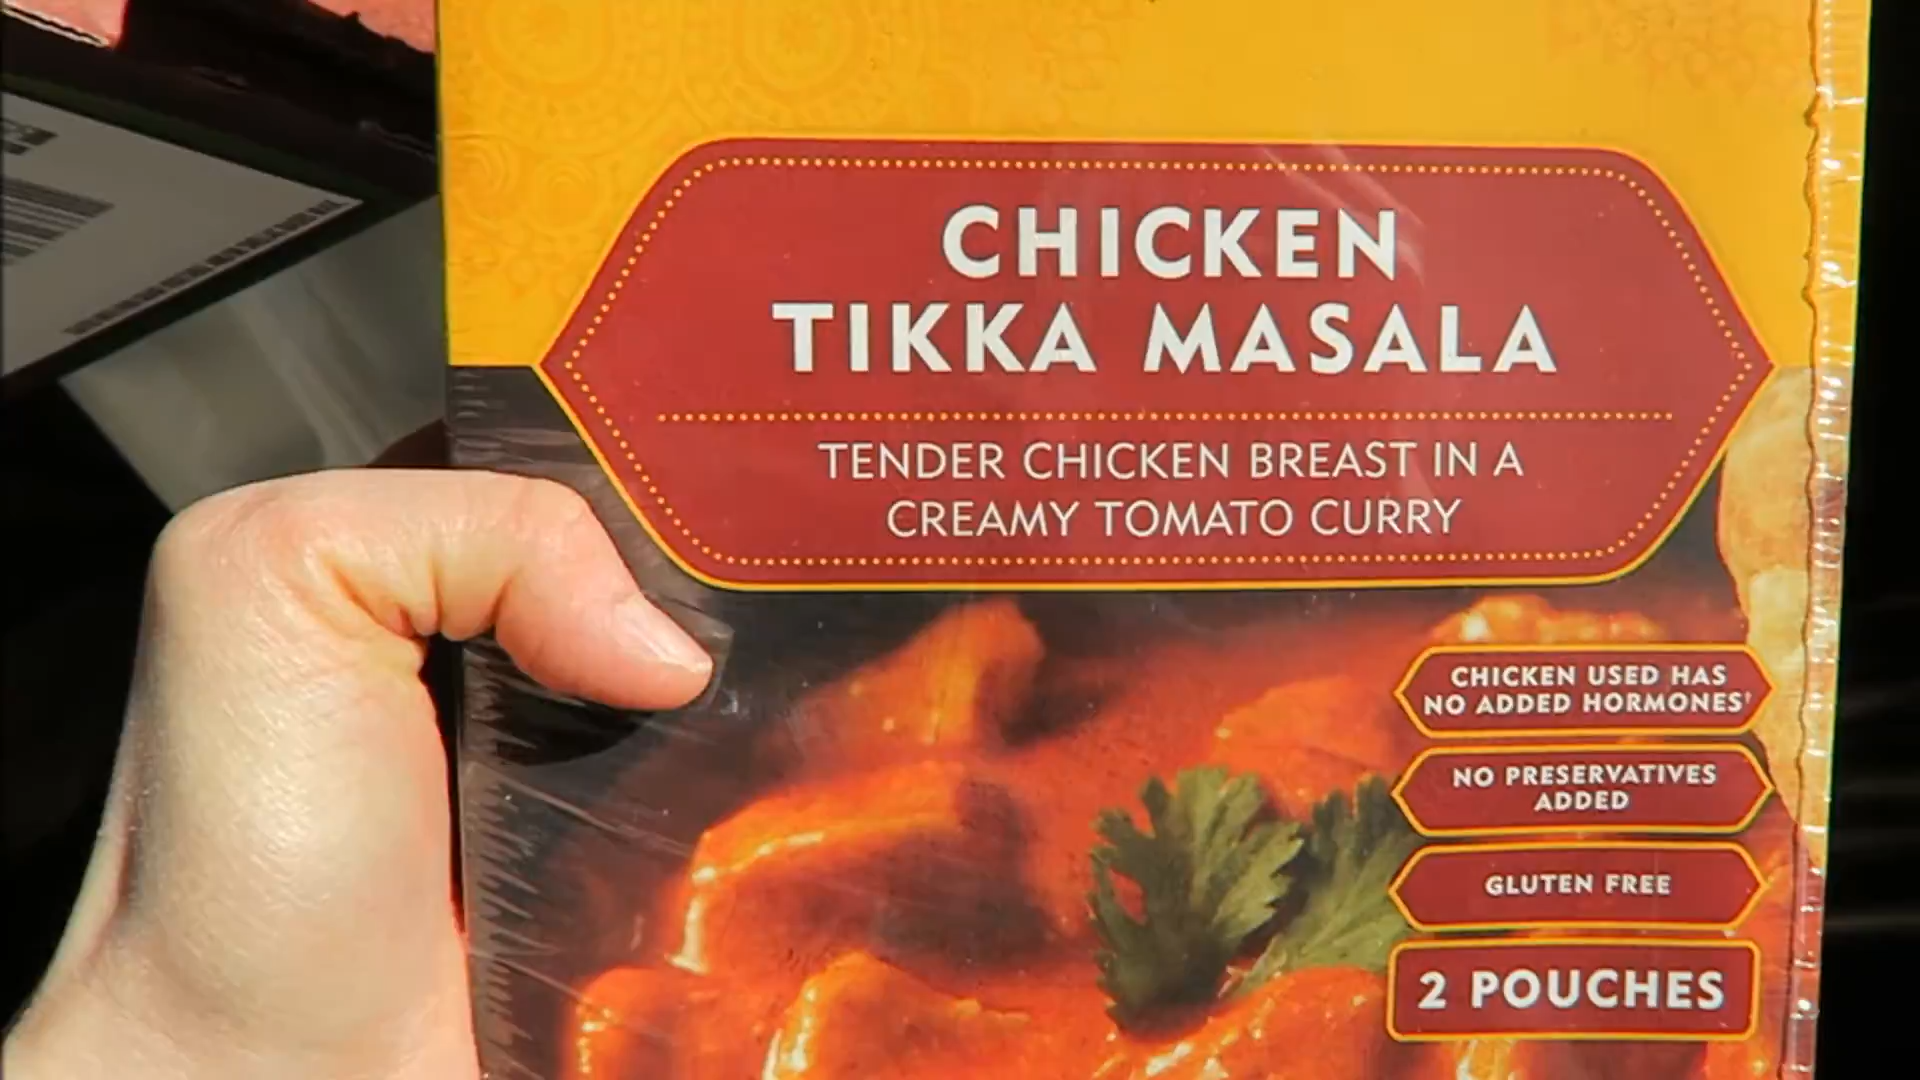 CHICKEN
TIKKA MASALA
TENDER CHICKEN BREAST IN A
CREAMY TOMATO CURRY
CHICKEN USED HAS
NO ADDED HORMONES†
NO PRESERVATIVES
ADDED
GLUTEN FREE
2 POUCHES